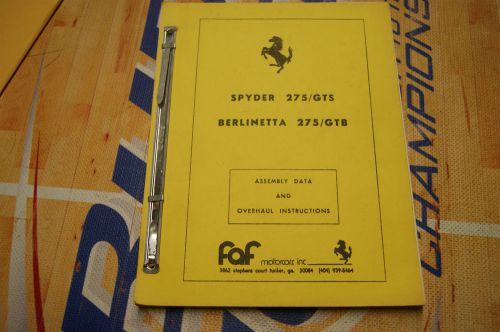 SPYDER 275/GTS
BERLINETTA 275/GTB
ASSEMBLY DATA
AND
OVERHAUL INSTRUCTIONS
faf motorcars inc.
3862 stephens court tucker, ga. 30084 (404) 939-5464
CHAMPIONS